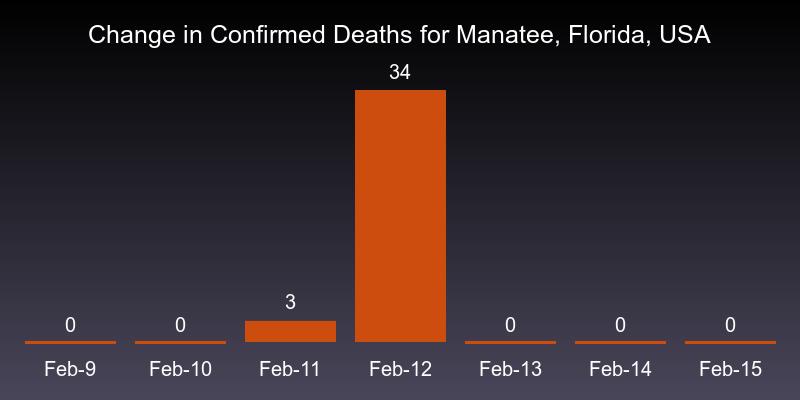 Change in Confirmed Deaths for Manatee, Florida, USA
34
3
0 0 0 0 0
Feb-9 Feb-10 Feb-11 Feb-12 Feb-13 Feb-14 Feb-15